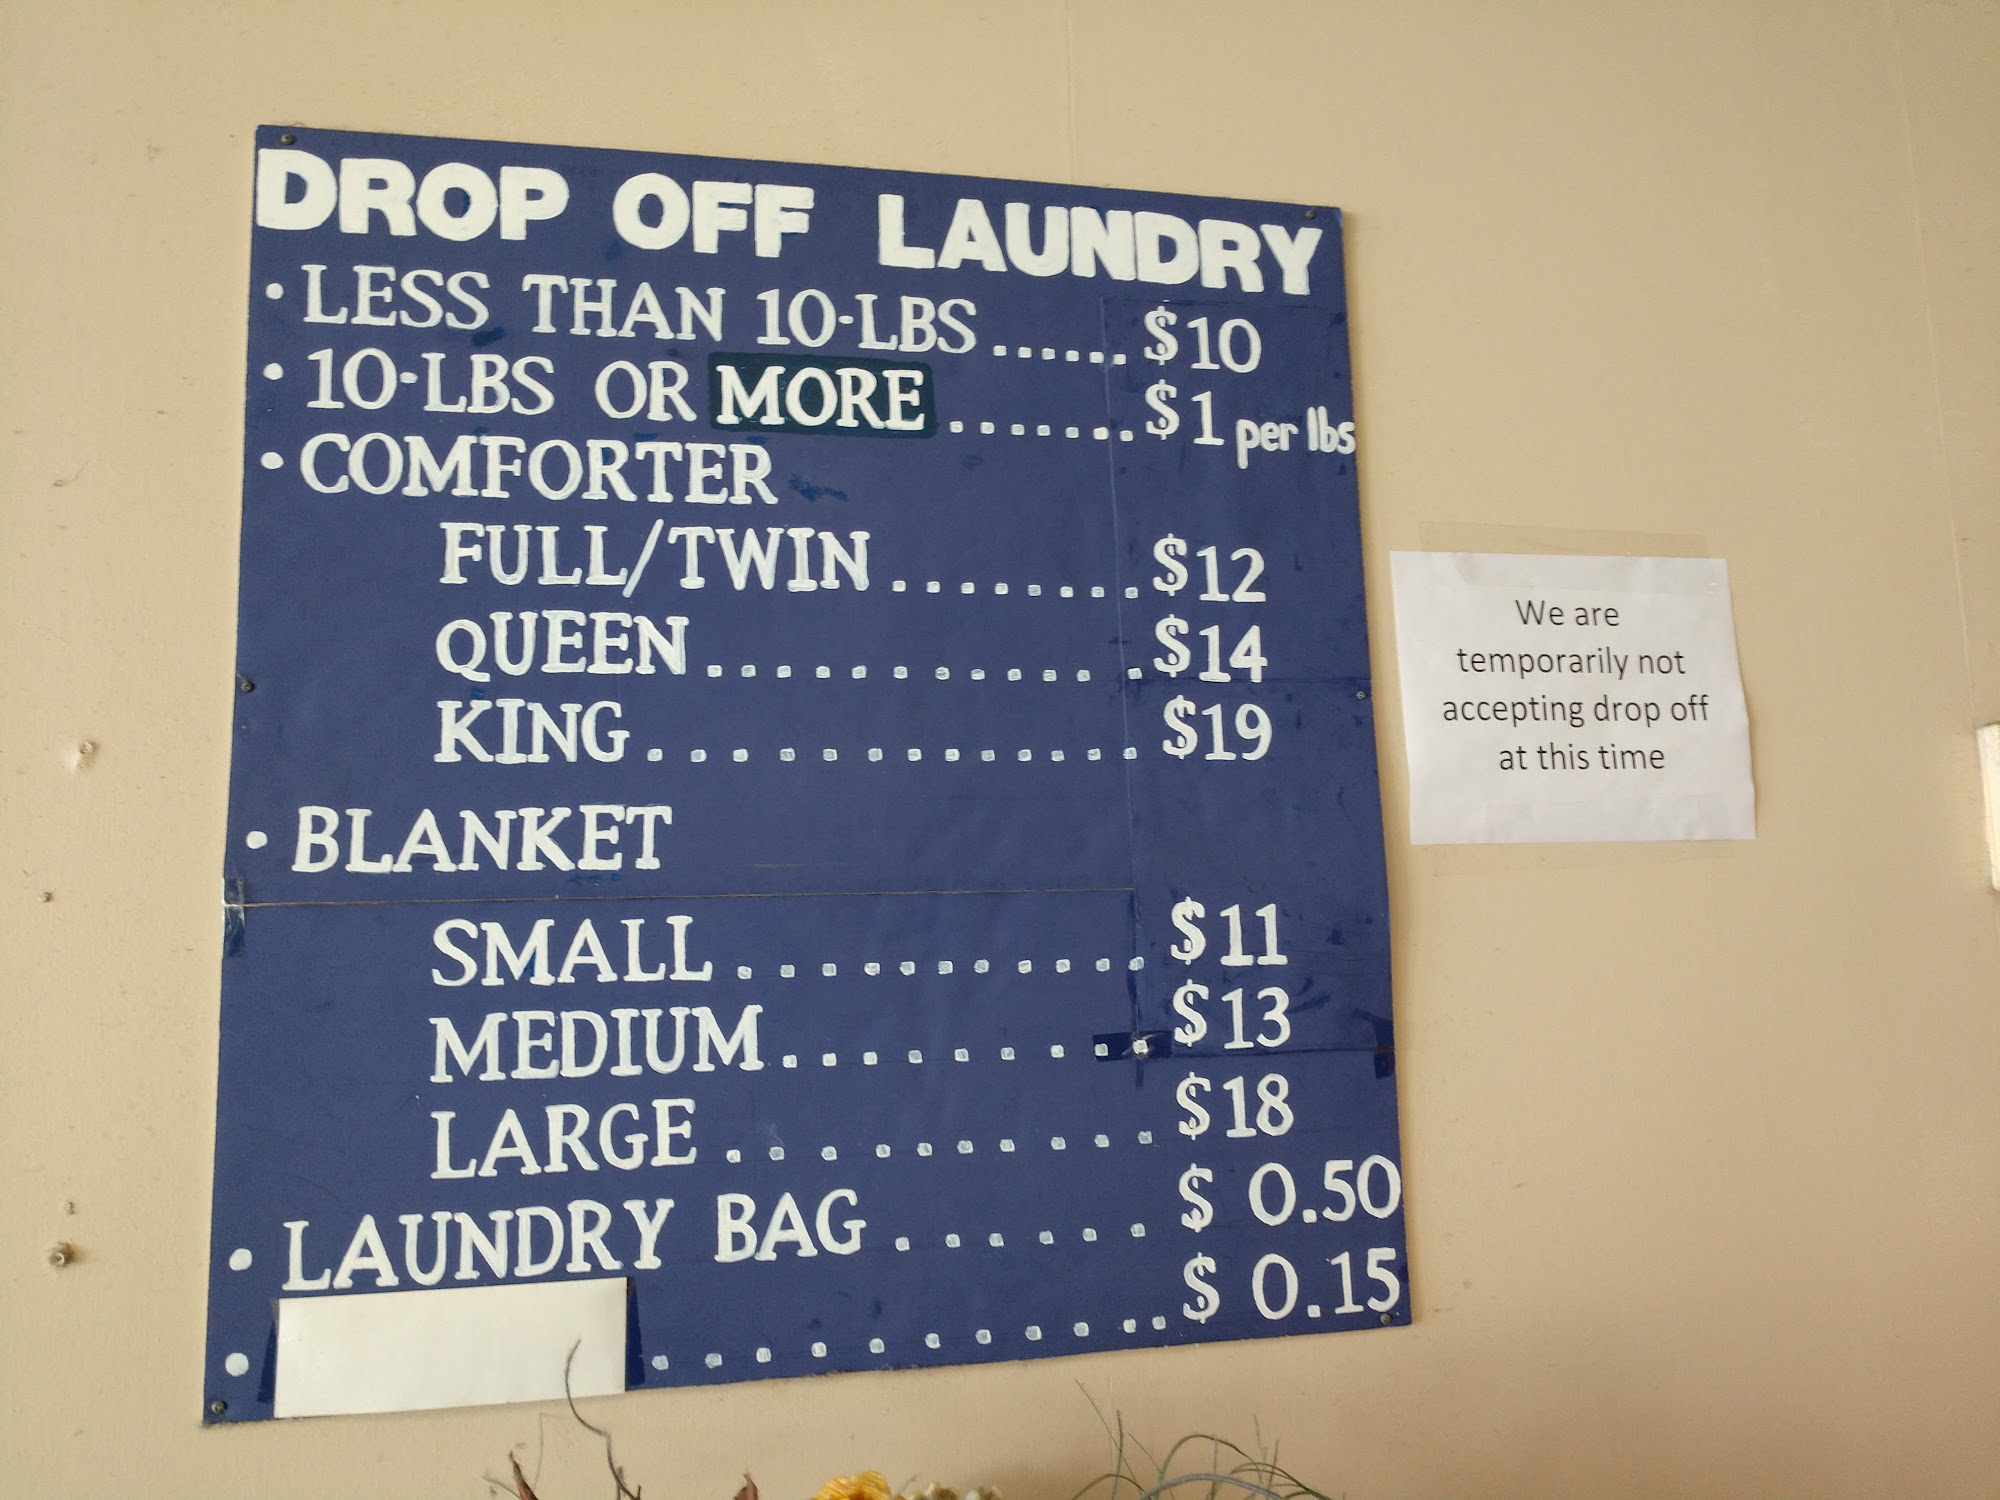 DROP OFF LAUNDRY
• LESS THAN 10-LBS ...... $10
• 10-LBS OR MORE ....... $1 per lbs
• COMFORTER
FULL/TWIN ........ $12
QUEEN ............ $14
KING ............. $19
• BLANKET
SMALL .......... $11
MEDIUM ......... $13
LARGE .......... $18
• LAUNDRY BAG ...... $ 0.50
• .......... $ 0.15
We are
temporarily not
accepting drop off
at this time